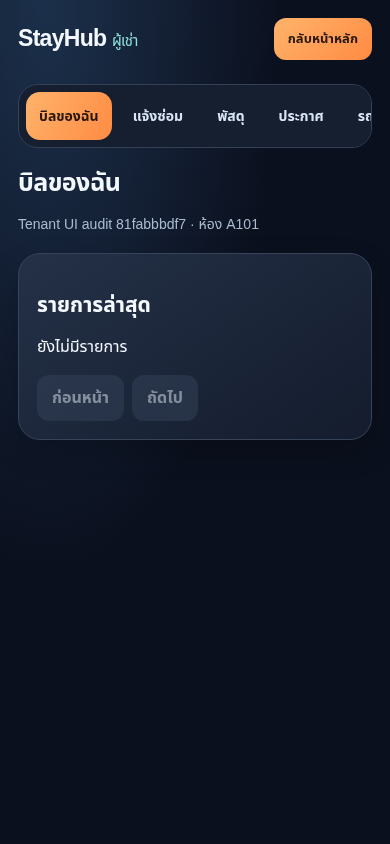 StayHub ผู้เช่า
กลับหน้าหลัก
บิลของฉัน แจ้งซ่อม พัสดุ ประกาศ
บิลของฉัน
Tenant UI audit 81fabbbdf7 · ห้อง A101
รายการล่าสุด
ยังไม่มีรายการ
ก่อนหน้า ถัดไป